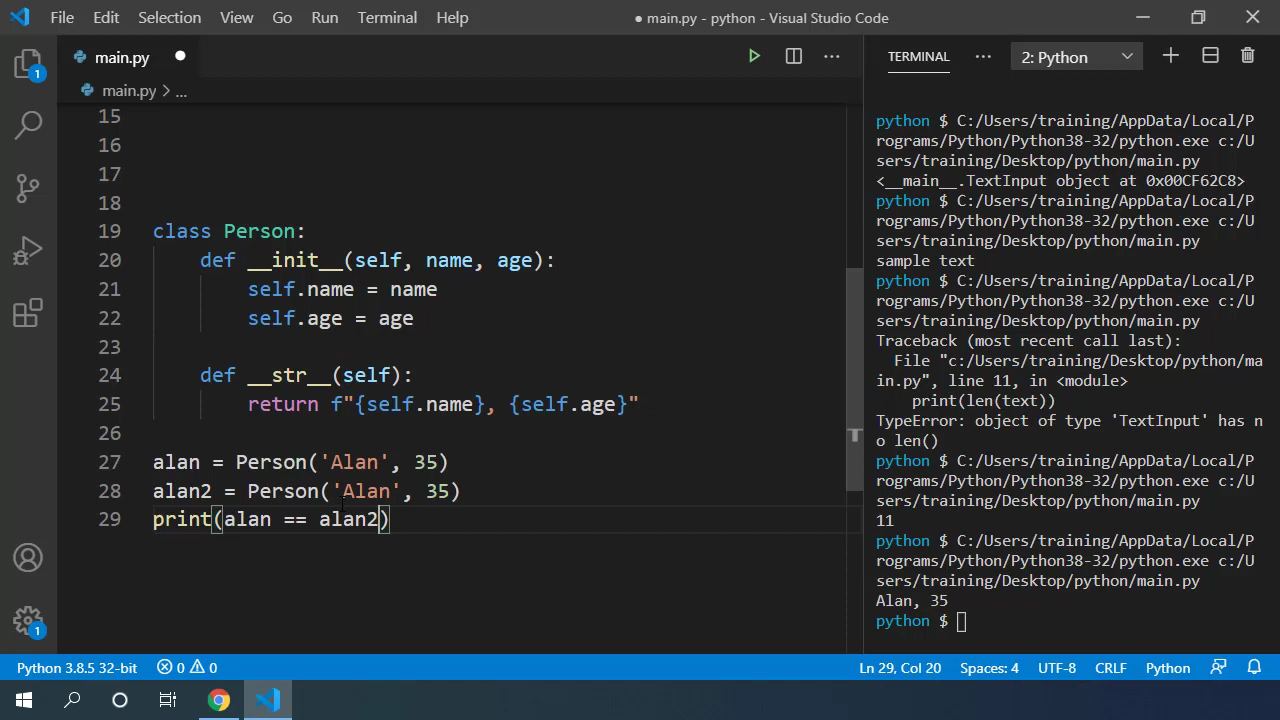 File Edit Selection View Go Run Terminal Help
● main.py - python - Visual Studio Code
main.py
main.py > ...
15
16
17
18
19 class Person:
20 def __init__(self, name, age):
21 self.name = name
22 self.age = age
23
24 def __str__(self):
25 return f"{self.name}, {self.age}"
26
27 alan = Person('Alan', 35)
28 alan2 = Person('Alan', 35)
29 print(alan == alan2)
TERMINAL ... 2: Python
python $ C:/Users/training/AppData/Local/P
rograms/Python/Python38-32/python.exe c:/U
sers/training/Desktop/python/main.py
<__main__.TextInput object at 0x00CF62C8>
python $ C:/Users/training/AppData/Local/P
rograms/Python/Python38-32/python.exe c:/U
sers/training/Desktop/python/main.py
sample text
python $ C:/Users/training/AppData/Local/P
rograms/Python/Python38-32/python.exe c:/U
sers/training/Desktop/python/main.py
Traceback (most recent call last):
File "c:/Users/training/Desktop/python/ma
in.py", line 11, in <module>
print(len(text))
TypeError: object of type 'TextInput' has n
o len()
python $ C:/Users/training/AppData/Local/P
rograms/Python/Python38-32/python.exe c:/U
sers/training/Desktop/python/main.py
11
python $ C:/Users/training/AppData/Local/P
rograms/Python/Python38-32/python.exe c:/U
sers/training/Desktop/python/main.py
Alan, 35
python $
1
1
Python 3.8.5 32-bit 0 0 Ln 29, Col 20 Spaces: 4 UTF-8 CRLF Python